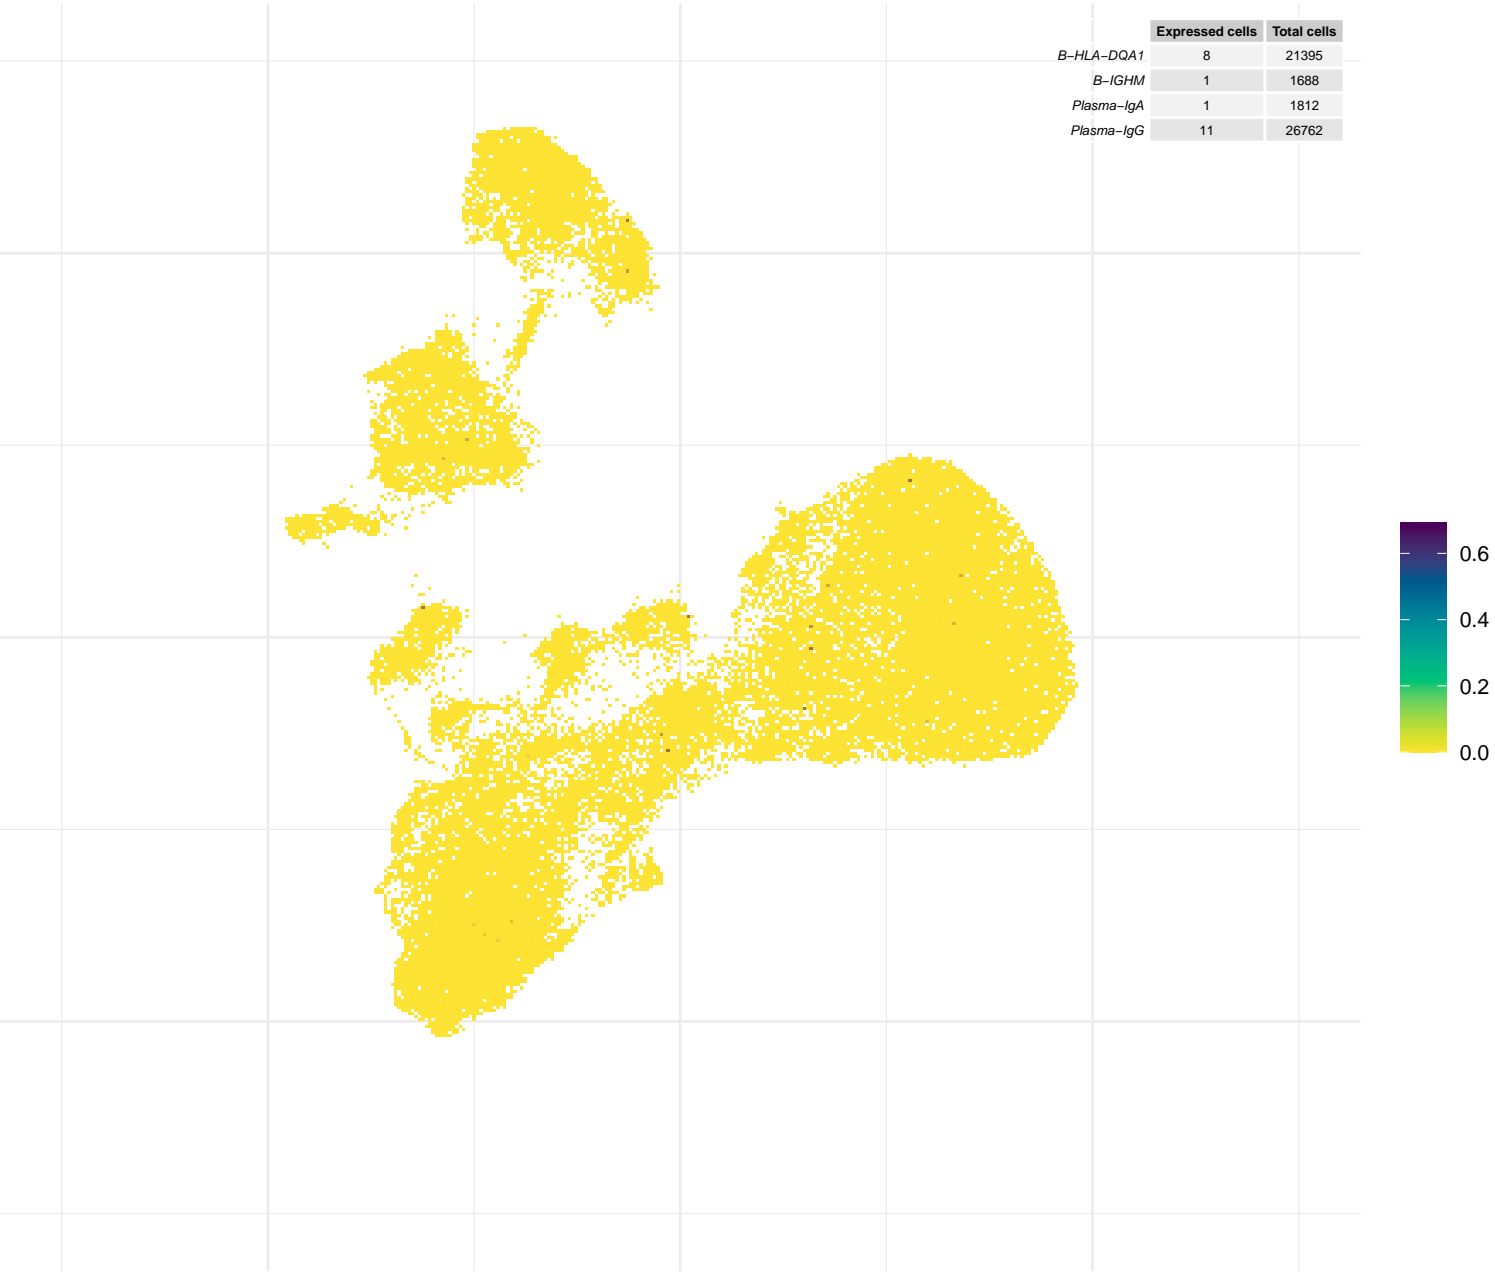 Expressed cells Total cells
B−HLA−DQA1 8 21395
B−IGHM 1 1688
Plasma−IgA 1 1812
Plasma−IgG 11 26762
0.6
0.4
0.2
0.0